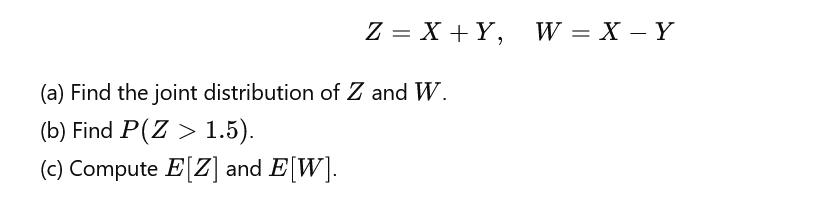 Z = X + Y, W = X − Y
(a) Find the joint distribution of Z and W.
(b) Find P(Z > 1.5).
(c) Compute E[Z] and E[W].